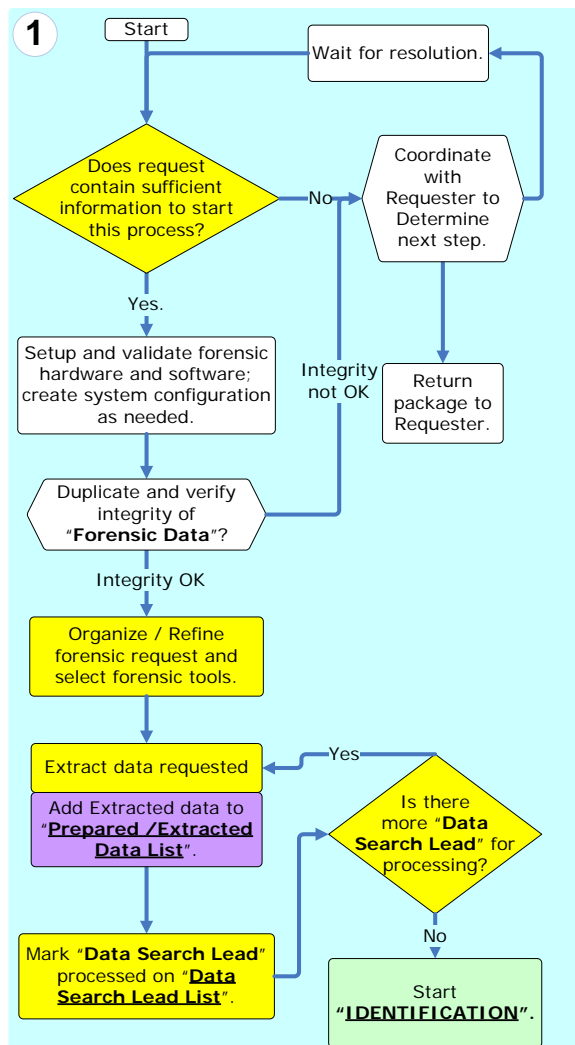 1
Start
Wait for resolution.
Does request
contain sufficient
information to start
this process?
No
Coordinate
with
Requester to
Determine
next step.
Yes.
Setup and validate forensic
hardware and software;
create system configuration
as needed.
Integrity
not OK
Return
package to
Requester.
Duplicate and verify
integrity of
“Forensic Data”?
Integrity OK
Organize / Refine
forensic request and
select forensic tools.
Extract data requested
Yes
Add Extracted data to
“Prepared /Extracted
Data List”.
Is there
more “Data
Search Lead” for
processing?
Mark “Data Search Lead”
processed on “Data
Search Lead List”.
No
Start
“IDENTIFICATION”.